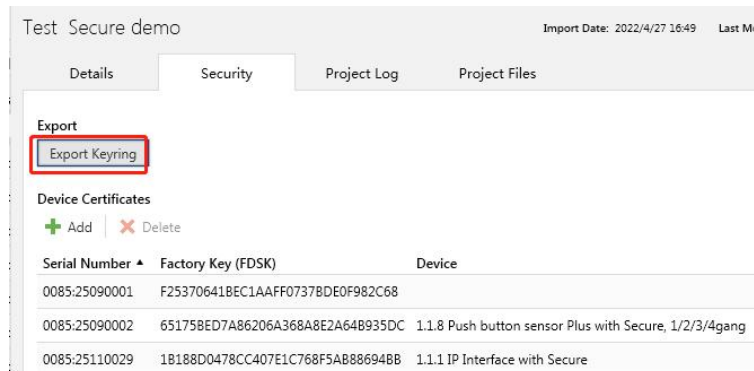 Test Secure demo Import Date: 2022/4/27 16:49 Last
Details Security Project Log Project Files
Export
Export Keyring
Device Certificates
Add Delete
Serial Number Factory Key (FDSK) Device
0085:25090001 F25370641BEC1AAFF0737BDE0F982C68
0085:25090002 65175BED7A86206A368A8E2A64B935DC 1.1.8 Push button sensor Plus with Secure, 1/2/3/4gang
0085:25110029 1B188D0478CC407E1C768F5AB88694BB 1.1.1 IP Interface with Secure